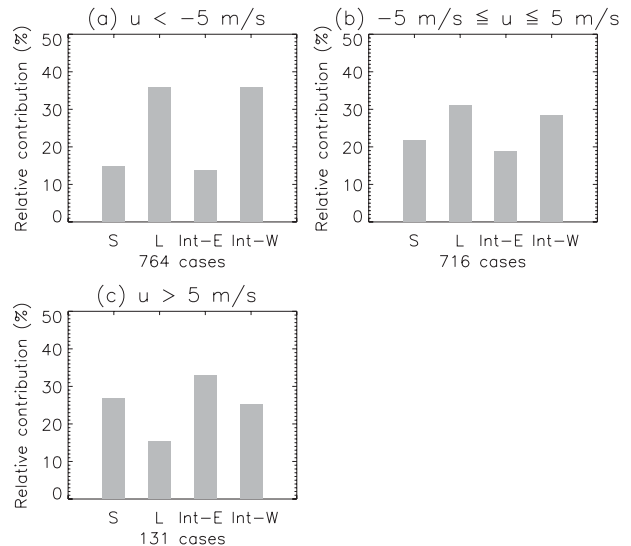 (a) u < -5 m/s
Relative contribution (%)
50
40
30
20
10
0
S L Int-E Int-W
764 cases
(b) -5 m/s ≦ u ≦ 5 m/s
Relative contribution (%)
50
40
30
20
10
0
S L Int-E Int-W
716 cases
(c) u > 5 m/s
Relative contribution (%)
50
40
30
20
10
0
S L Int-E Int-W
131 cases